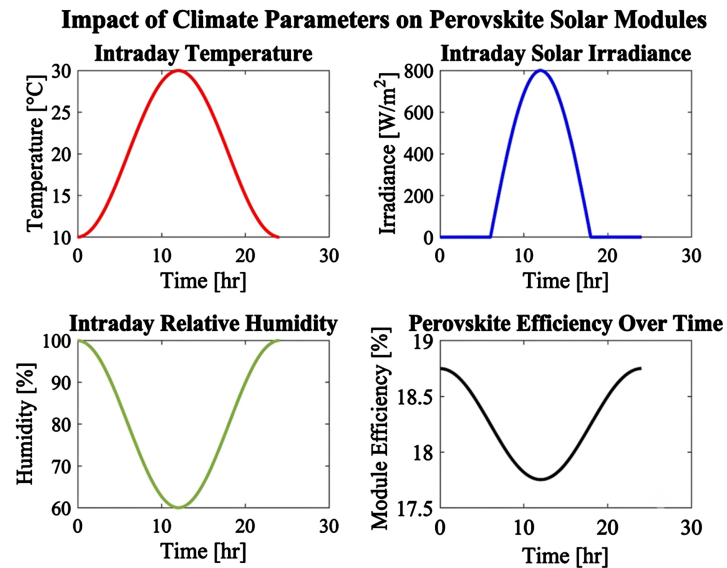 Impact of Climate Parameters on Perovskite Solar Modules
Intraday Temperature
30
25
20
15
10
Temperature [°C]
0
10
20
30
Time [hr]
Intraday Solar Irradiance
800
600
400
200
0
Irradiance [W/m²]
0
10
20
30
Time [hr]
Intraday Relative Humidity
100
90
80
70
60
Humidity [%]
0
10
20
30
Time [hr]
Perovskite Efficiency Over Time
19
18.5
18
17.5
Module Efficiency [%]
0
10
20
30
Time [hr]